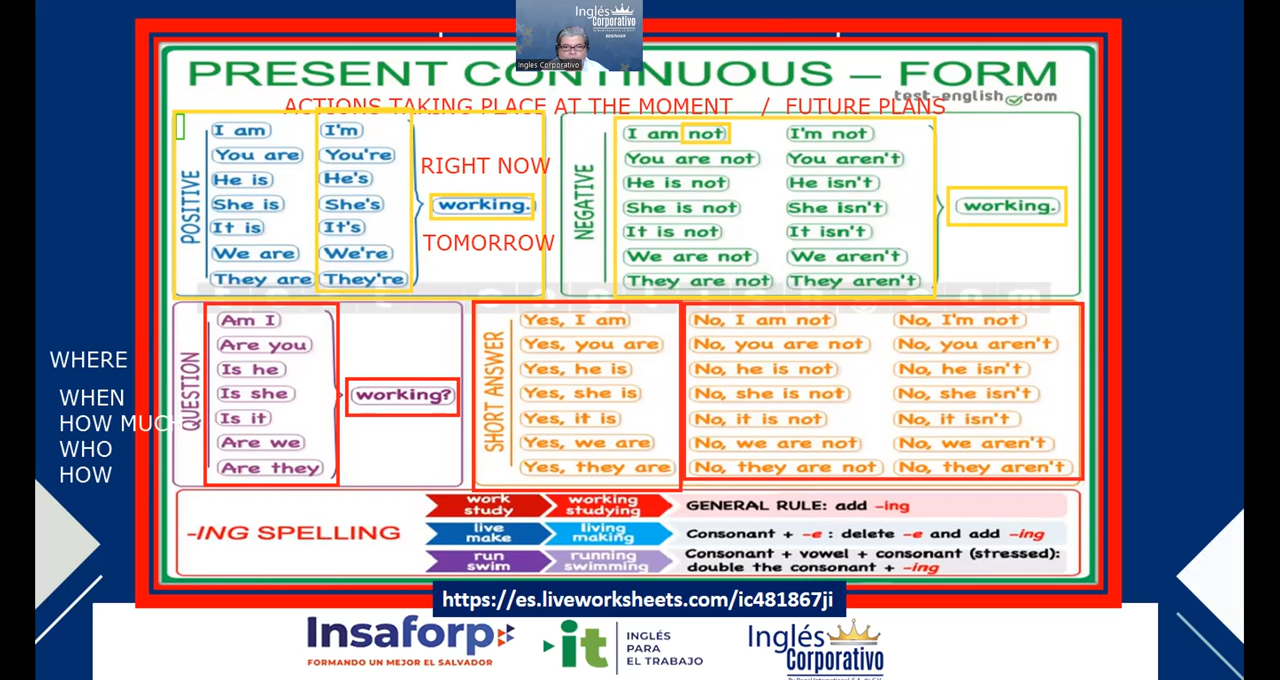 Inglés
Corporativo
BEGINNER
Ingles Corporativo
PRESENT CONTINUOUS – FORM
test-english.com
ACTIONS TAKING PLACE AT THE MOMENT / FUTURE PLANS
POSITIVE
I am I'm
You are You're
He is He's
She is She's
It is It's
We are We're
They are They're
RIGHT NOW
working.
TOMORROW
NEGATIVE
I am not I'm not
You are not You aren't
He is not He isn't
She is not She isn't
It is not It isn't
We are not We aren't
They are not They aren't
working.
WHERE
WHEN
HOW MUCH
WHO
HOW
QUESTION
Am I
Are you
Is he
Is she
Is it
Are we
Are they
working?
SHORT ANSWER
Yes, I am No, I am not No, I'm not
Yes, you are No, you are not No, you aren't
Yes, he is No, he is not No, he isn't
Yes, she is No, she is not No, she isn't
Yes, it is No, it is not No, it isn't
Yes, we are No, we are not No, we aren't
Yes, they are No, they are not No, they aren't
-ING SPELLING
work working
study studying
GENERAL RULE: add -ing
live living
make making
Consonant + -e : delete -e and add -ing
run running
swim swimming
Consonant + vowel + consonant (stressed):
double the consonant + -ing
https://es.liveworksheets.com/ic481867ji
Insaforp
FORMANDO UN MEJOR EL SALVADOR
it
INGLÉS
PARA
EL TRABAJO
Inglés
Corporativo